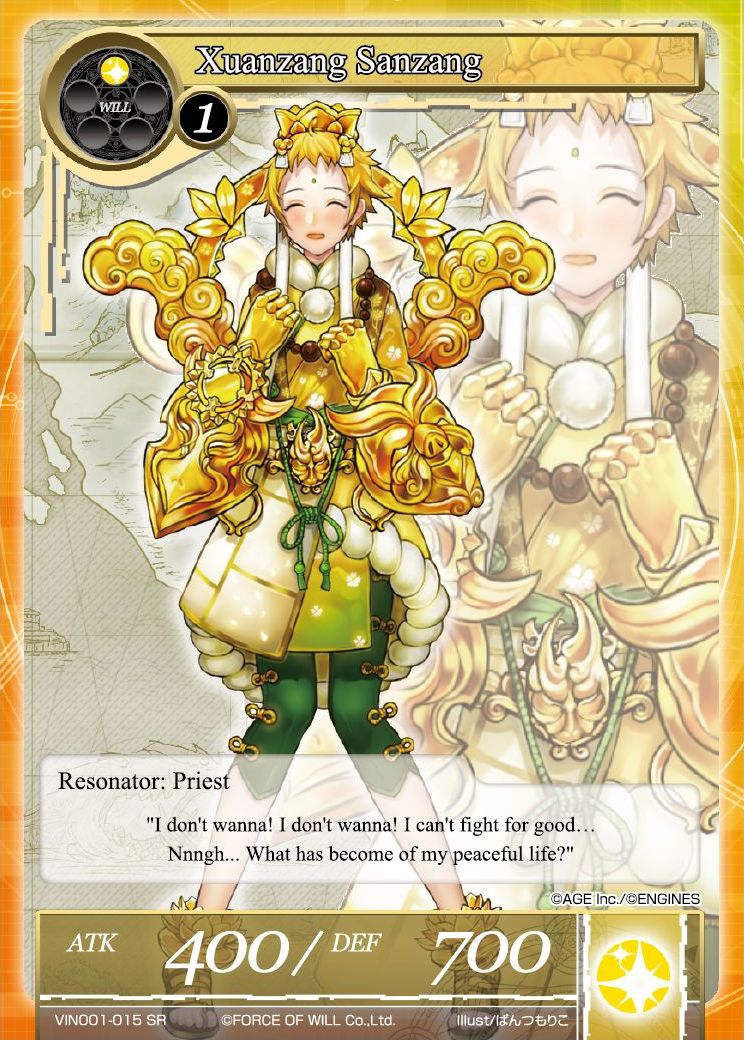 Xuanzang Sanzang
WILL
1
Resonator: Priest
"I don't wanna! I don't wanna! I can't fight for good…
Nnngh... What has become of my peaceful life?"
©AGE Inc./©ENGINES
ATK 400/ DEF 700
VIN001-015 SR ©FORCE OF WILL Co.,Ltd. Illust/ぱんつもりこ